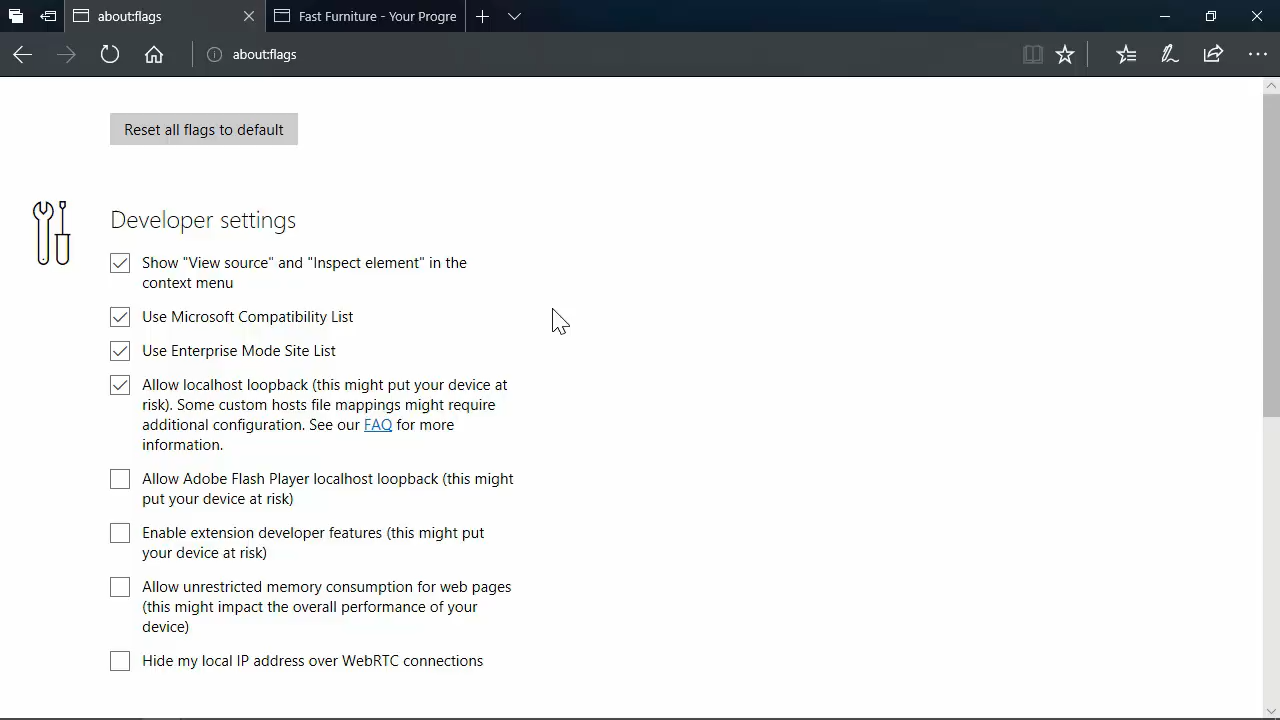 about:flags
Fast Furniture - Your Progre
about:flags
Reset all flags to default
Developer settings
Show "View source" and "Inspect element" in the
context menu
Use Microsoft Compatibility List
Use Enterprise Mode Site List
Allow localhost loopback (this might put your device at
risk). Some custom hosts file mappings might require
additional configuration. See our FAQ for more
information.
Allow Adobe Flash Player localhost loopback (this might
put your device at risk)
Enable extension developer features (this might put
your device at risk)
Allow unrestricted memory consumption for web pages
(this might impact the overall performance of your
device)
Hide my local IP address over WebRTC connections